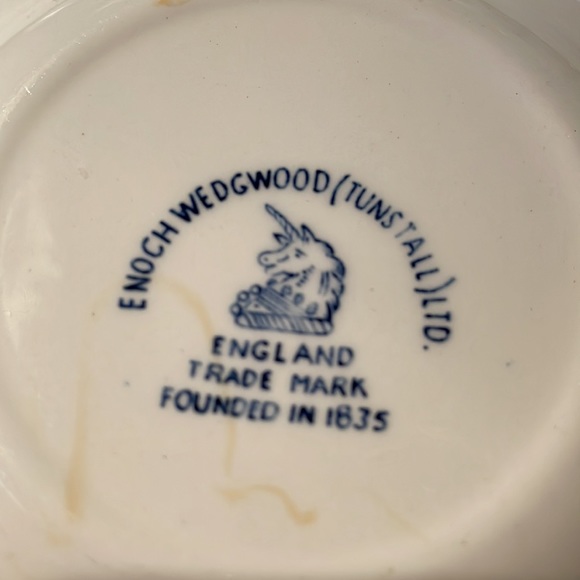 ENOCH WEDGWOOD (TUNSTALL) LTD.
ENGLAND
TRADE MARK
FOUNDED IN 1835